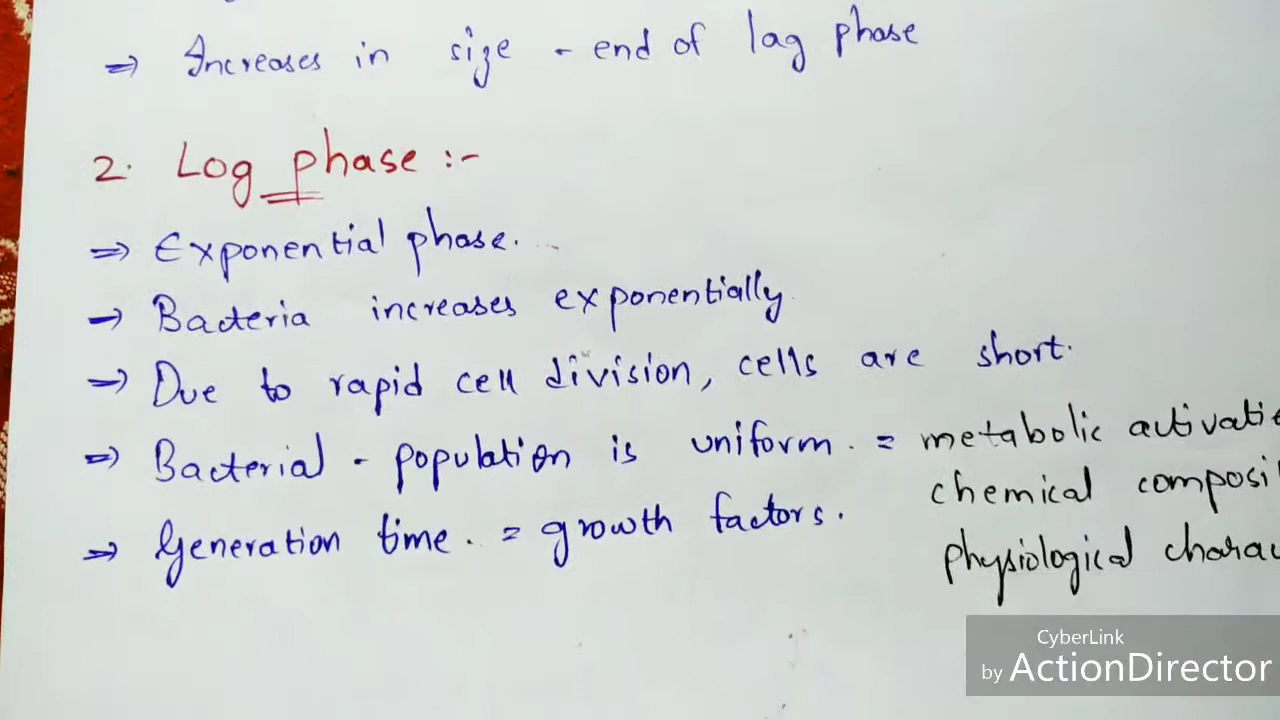 ⇒ Increases in size - end of lag phase
2. Log phase :-
⇒ Exponential phase.
→ Bacteria increases exponentially
⇒ Due to rapid cell division, cells are short.
⇒ Bacterial - population is uniform. = metabolic
chemical
physiological
⇒ Generation time. = growth factors.
CyberLink
by ActionDirector